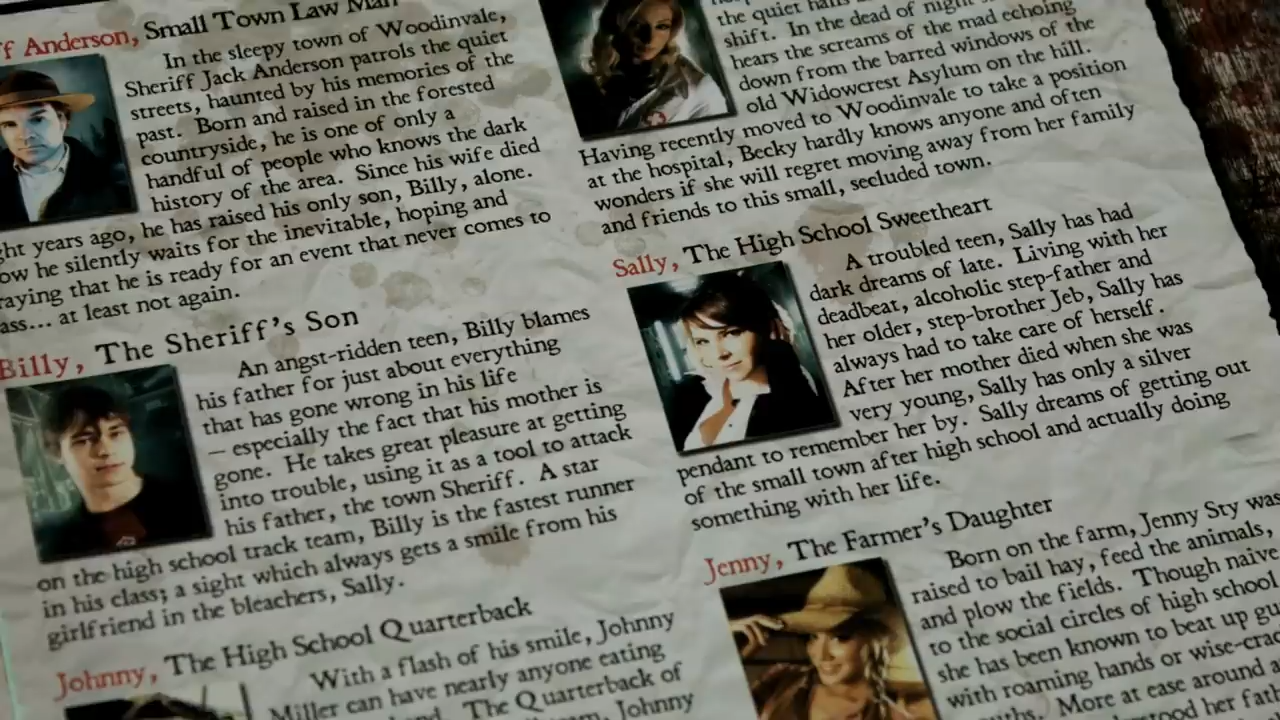 Anderson, Small Town Law Man
In the sleepy town of Woodinvale,
Sheriff Jack Anderson patrols the quiet
streets, haunted by his memories of the
past. Born and raised in the forested
countryside, he is one of only a
handful of people who knows the dark
history of the area. Since his wife died
years ago, he has raised his only son, Billy, alone.
he silently waits for the inevitable, hoping and
that he is ready for an event that never comes to
at least not again.
Billy, The Sheriff's Son
An angst-ridden teen, Billy blames
his father for just about everything
that has gone wrong in his life
– especially the fact that his mother is
gone. He takes great pleasure at getting
into trouble, using it as a tool to attack
his father, the town Sheriff. A star
on the high school track team, Billy is the fastest runner
in his class; a sight which always gets a smile from his
girlfriend in the bleachers, Sally.
Johnny, The High School Quarterback
With a flash of his smile, Johnny
Miller can have nearly anyone eating
The Quarterback of
Johnny
the quiet halls
shift. In the dead of night
hears the screams of the mad echoing
down from the barred windows of the
old Widowcrest Asylum on the hill.
Having recently moved to Woodinvale to take a position
at the hospital, Becky hardly knows anyone and often
wonders if she will regret moving away from her family
and friends to this small, secluded town.
Sally, The High School Sweetheart
A troubled teen, Sally has had
dark dreams of late. Living with her
deadbeat, alcoholic step-father and
her older, step-brother Jeb, Sally has
always had to take care of herself.
After her mother died when she was
very young, Sally has only a silver
pendant to remember her by. Sally dreams of getting out
of the small town after high school and actually doing
something with her life.
Jenny, The Farmer's Daughter
Born on the farm, Jenny Sty was
raised to bail hay, feed the animals,
and plow the fields. Though naive
to the social circles of high school
she has been known to beat up
with roaming hands or
More at ease around
her